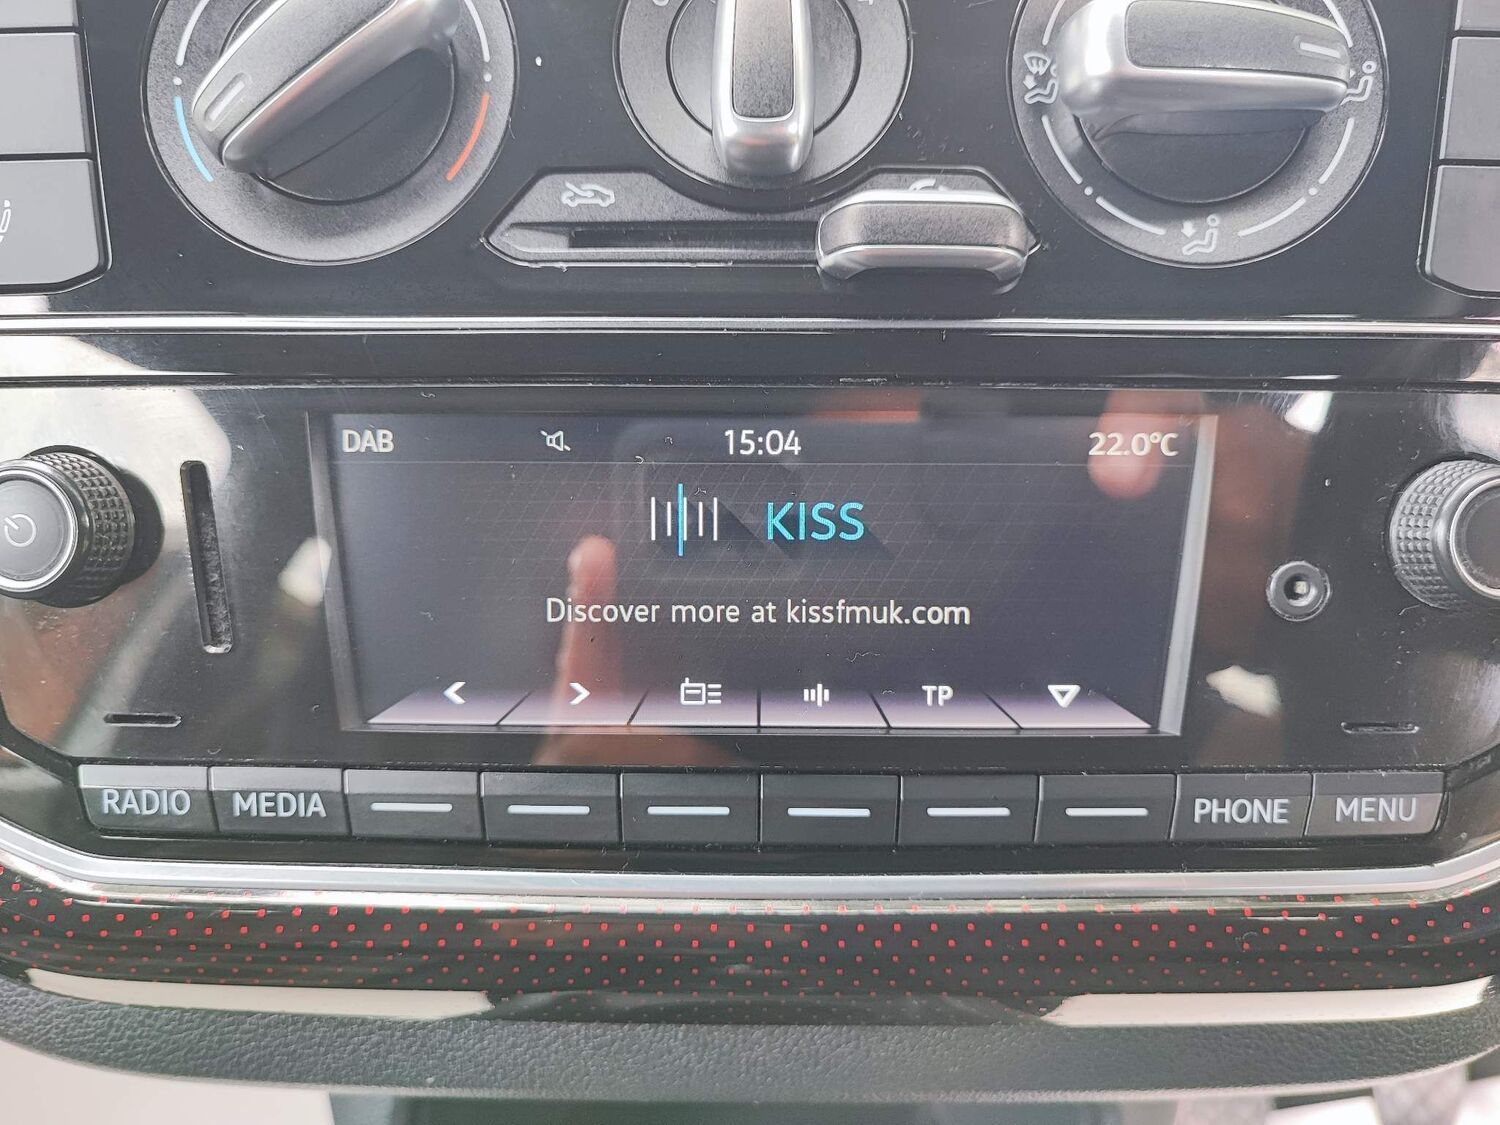 DAB 15:04 22.0°C
KISS
Discover more at kissfmuk.com
TP
RADIO MEDIA PHONE MENU